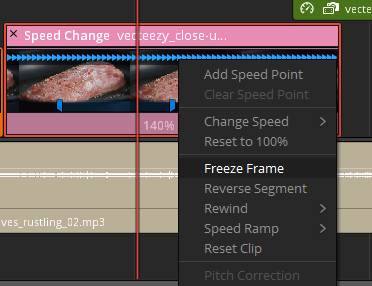 vecte
Speed Change vecteezy_close-u...
Add Speed Point
Clear Speed Point
Change Speed
140%
Reset to 100%
Freeze Frame
Reverse Segment
Rewind
ves_rustling_02.mp3
Speed Ramp
Reset Clip
Pitch Correction